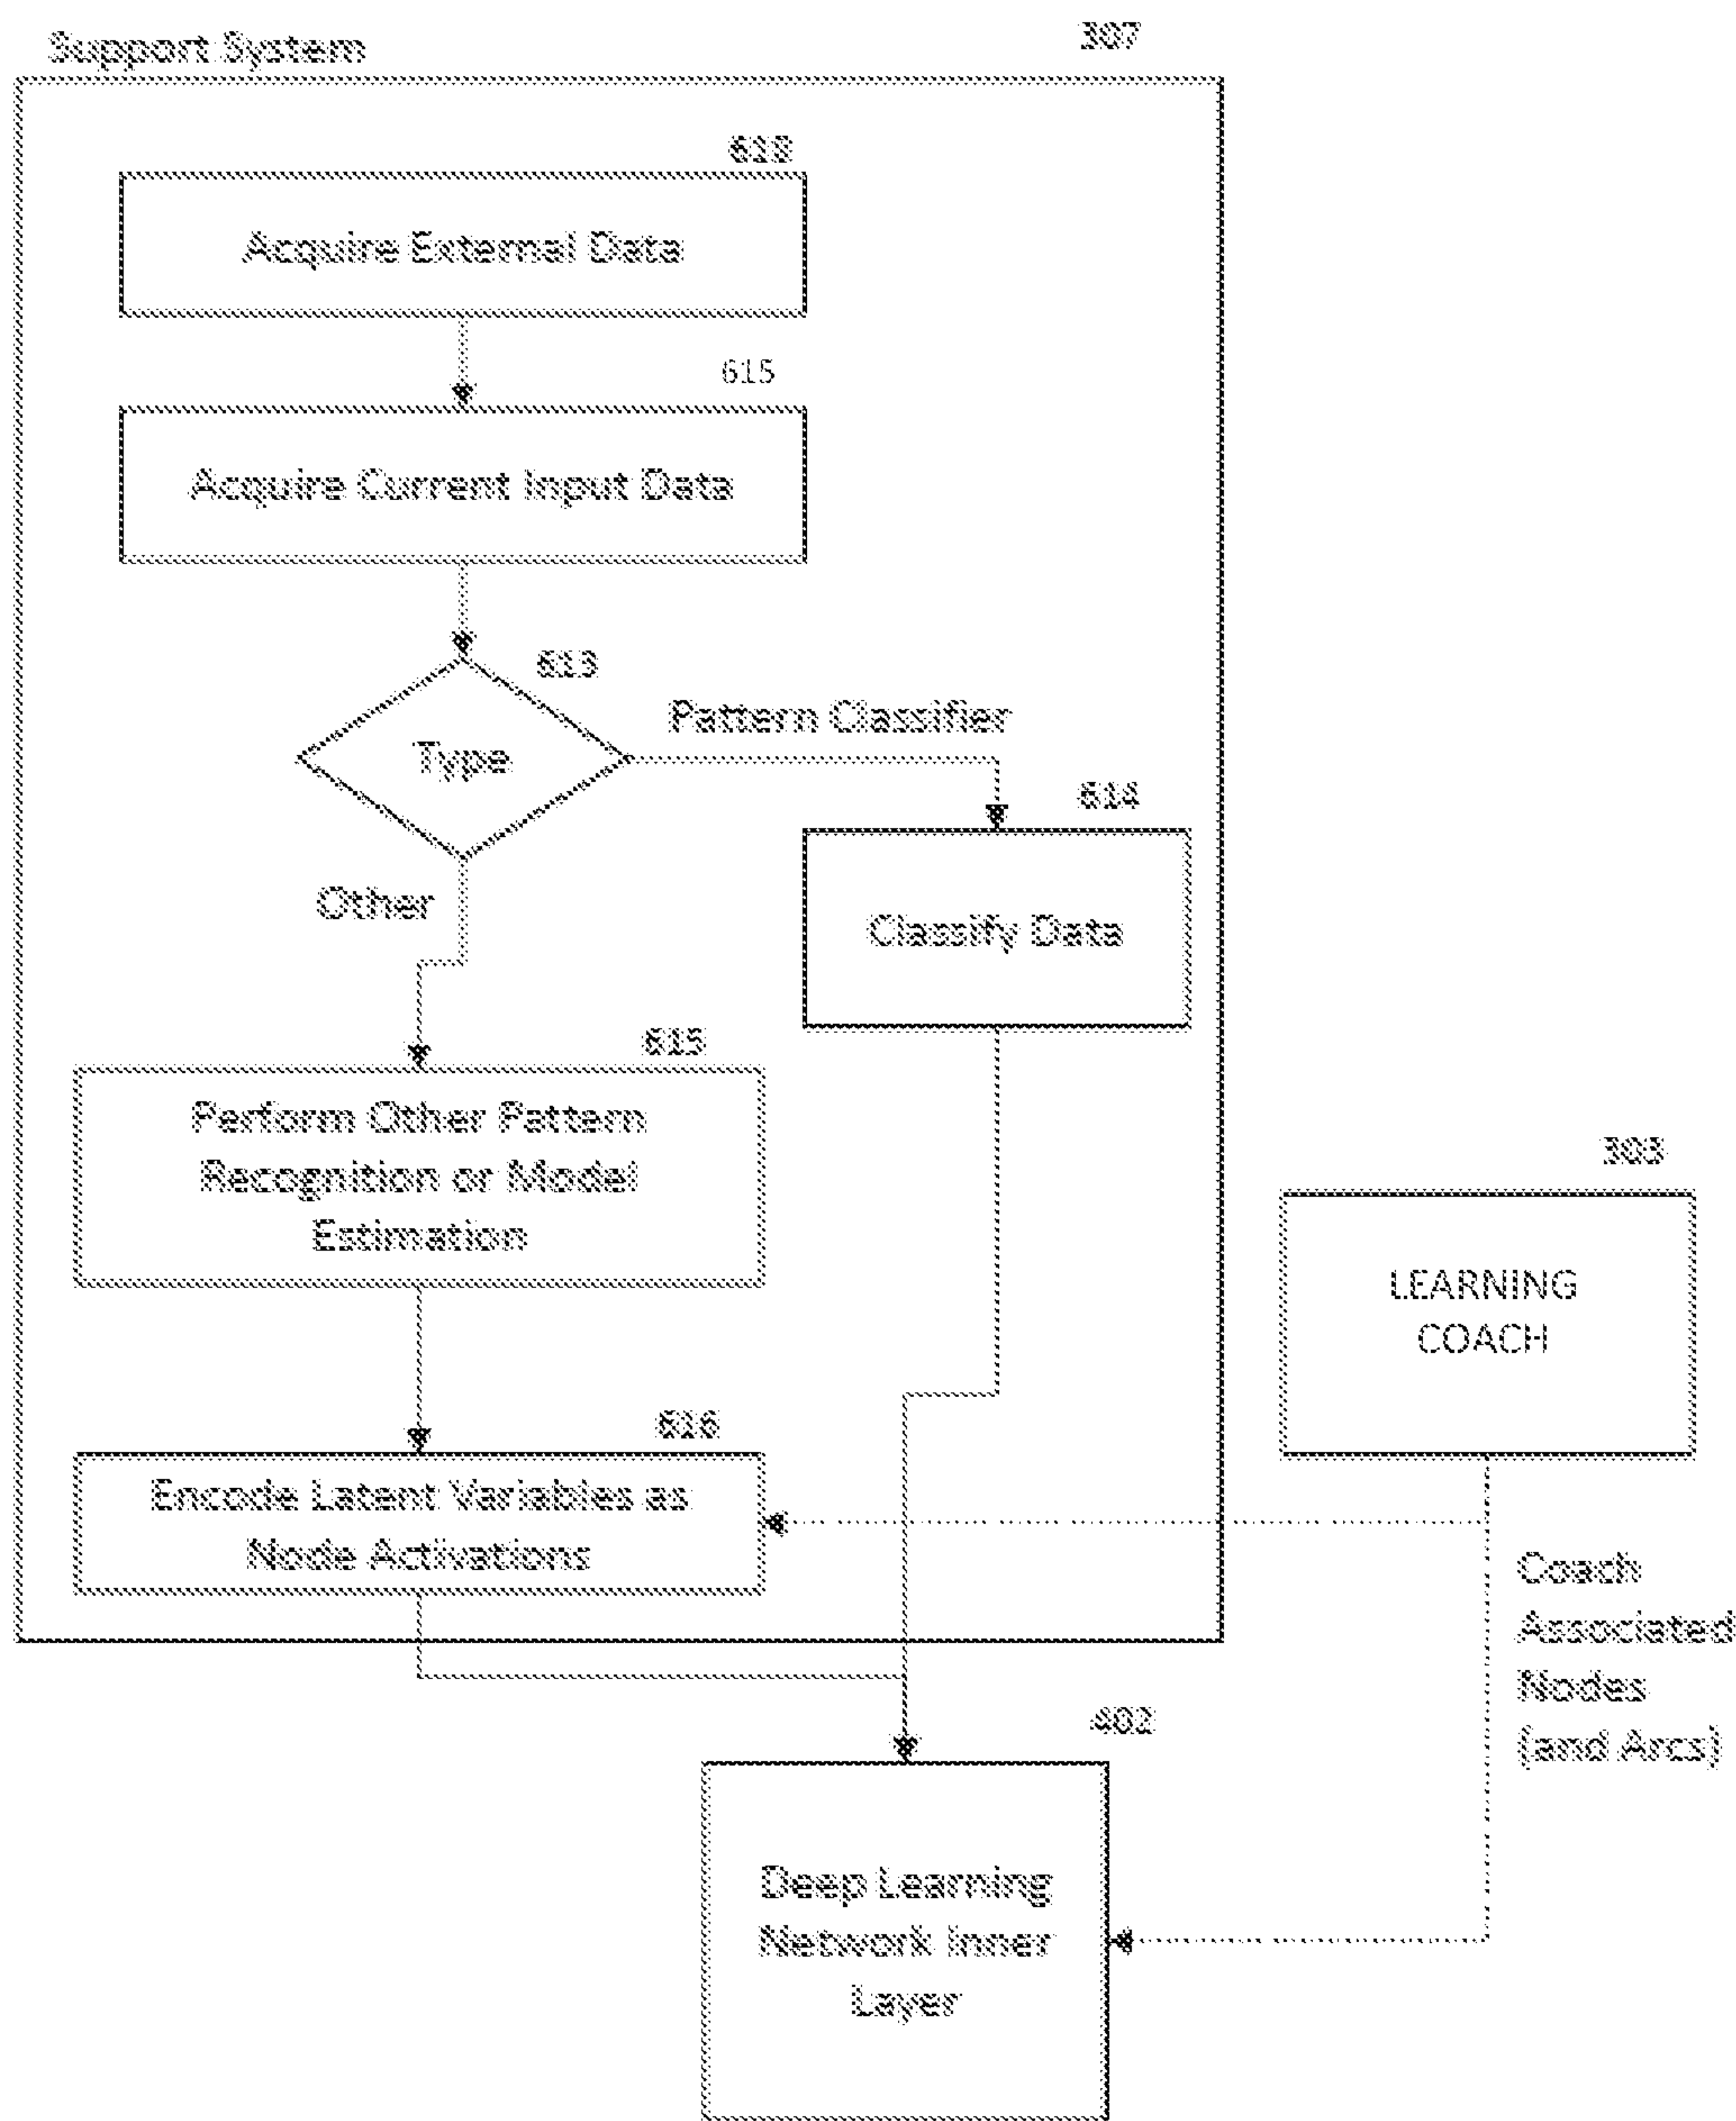 Support System
307
618
Acquire External Data
615
Acquire Current Input Data
613
Pattern Classifier
Type
614
Other
Classify Data
615
Perform Other Pattern
Recognition or Model
Estimation
303
LEARNING
COACH
616
Encode Latent Variables as
Node Activations
Coach
Associated
Nodes
(and Arcs)
402
Deep Learning
Network Inner
Layer